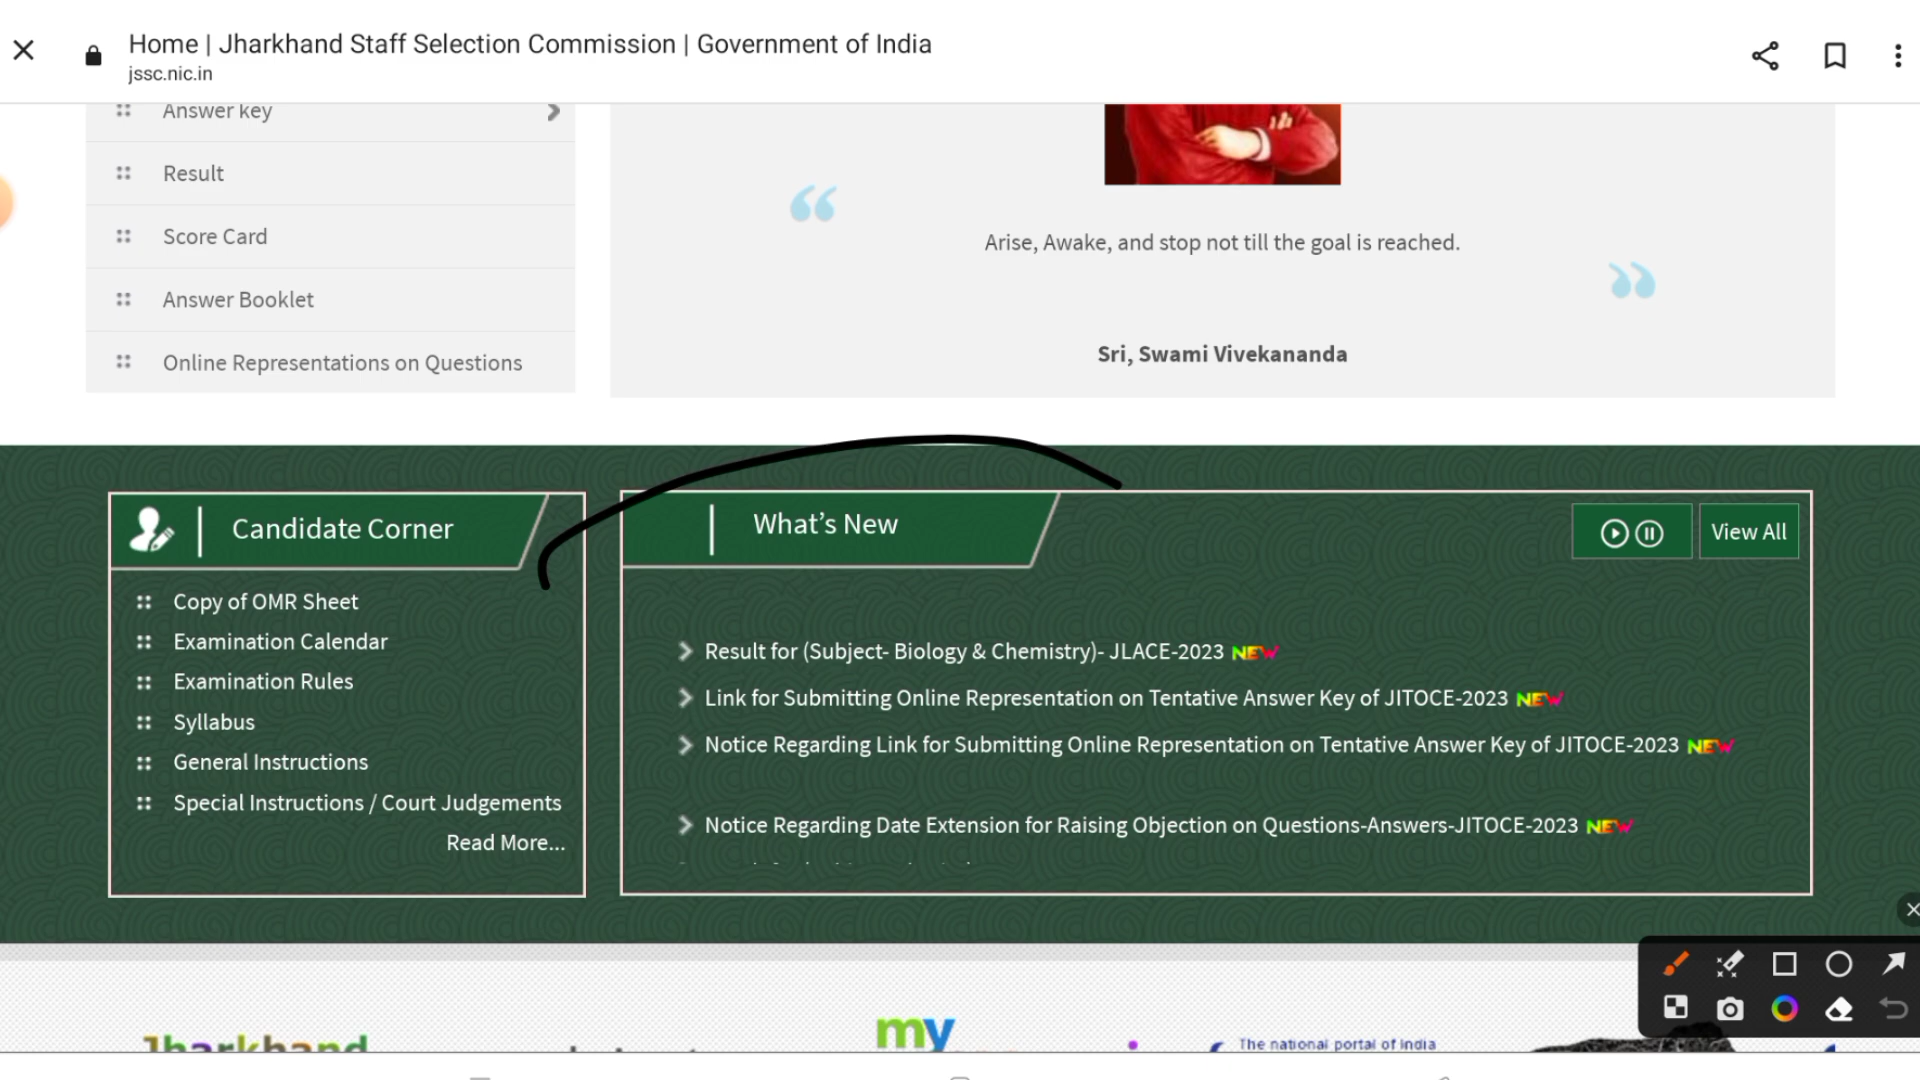 Home | Jharkhand Staff Selection Commission | Government of India
jssc.nic.in
Answer key
Result
Score Card
Answer Booklet
Online Representations on Questions
“
Arise, Awake, and stop not till the goal is reached.
”
Sri, Swami Vivekananda
Candidate Corner
Copy of OMR Sheet
Examination Calendar
Examination Rules
Syllabus
General Instructions
Special Instructions / Court Judgements
Read More...
What’s New
View All
Result for (Subject- Biology & Chemistry)- JLACE-2023 NEW
Link for Submitting Online Representation on Tentative Answer Key of JITOCE-2023 NEW
Notice Regarding Link for Submitting Online Representation on Tentative Answer Key of JITOCE-2023 NEW
Notice Regarding Date Extension for Raising Objection on Questions-Answers-JITOCE-2023 NEW
Jharkhand
my
The national portal of India